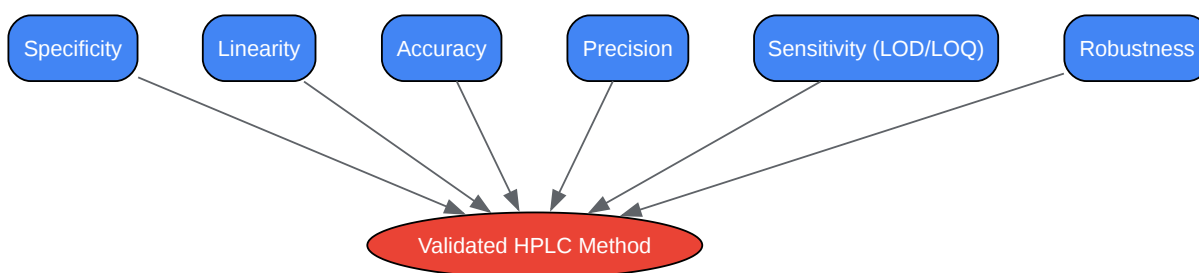 Specificity
Linearity
Accuracy
Precision
Sensitivity (LOD/LOQ)
Robustness
Validated HPLC Method